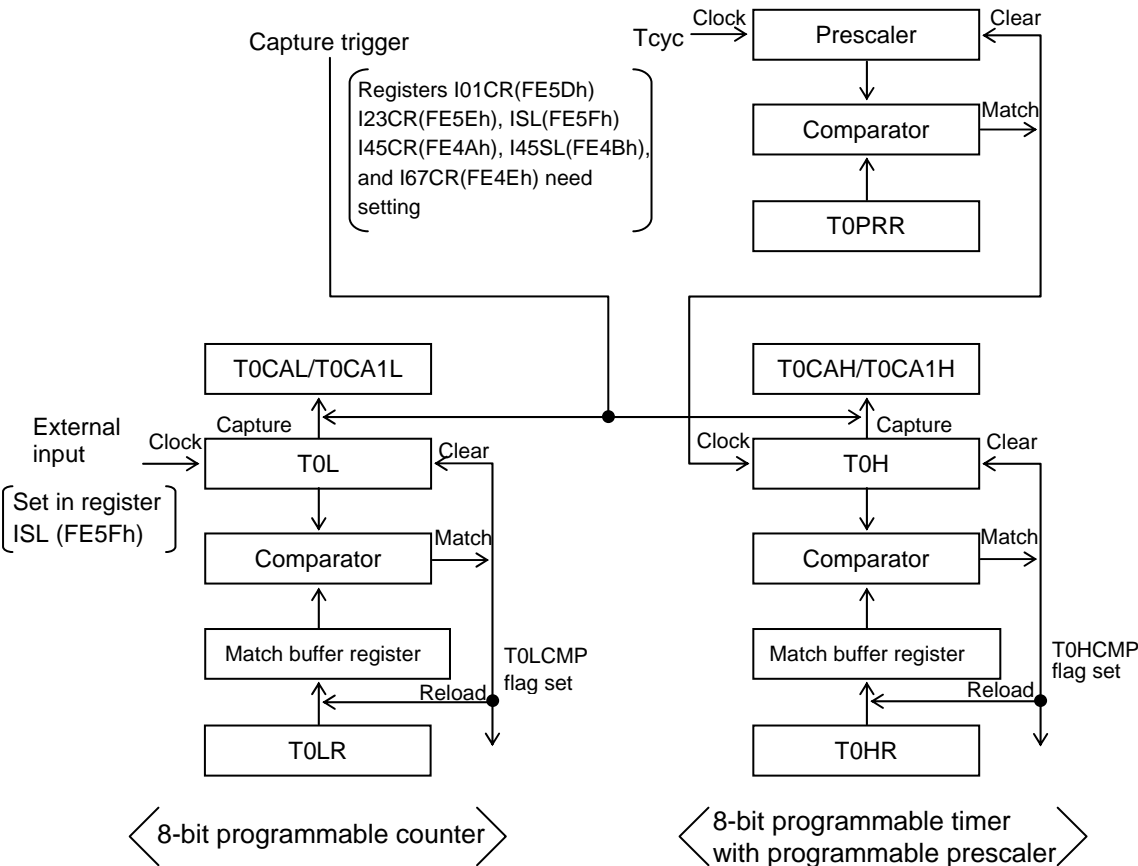 Capture trigger
Registers I01CR(FE5Dh)
I23CR(FE5Eh), ISL(FE5Fh)
I45CR(FE4Ah), I45SL(FE4Bh),
and I67CR(FE4Eh) need
setting
Tcyc
Clock
Prescaler
Clear
Comparator
Match
T0PRR
T0CAL/T0CA1L
T0CAH/T0CA1H
External
input
Clock
Capture
T0L
Clear
Set in register
ISL (FE5Fh)
Comparator
Match
Match buffer register
T0LCMP
flag set
Reload
T0LR
8-bit programmable counter
Clock
Capture
T0H
Clear
Comparator
Match
Match buffer register
T0HCMP
flag set
Reload
T0HR
8-bit programmable timer
with programmable prescaler